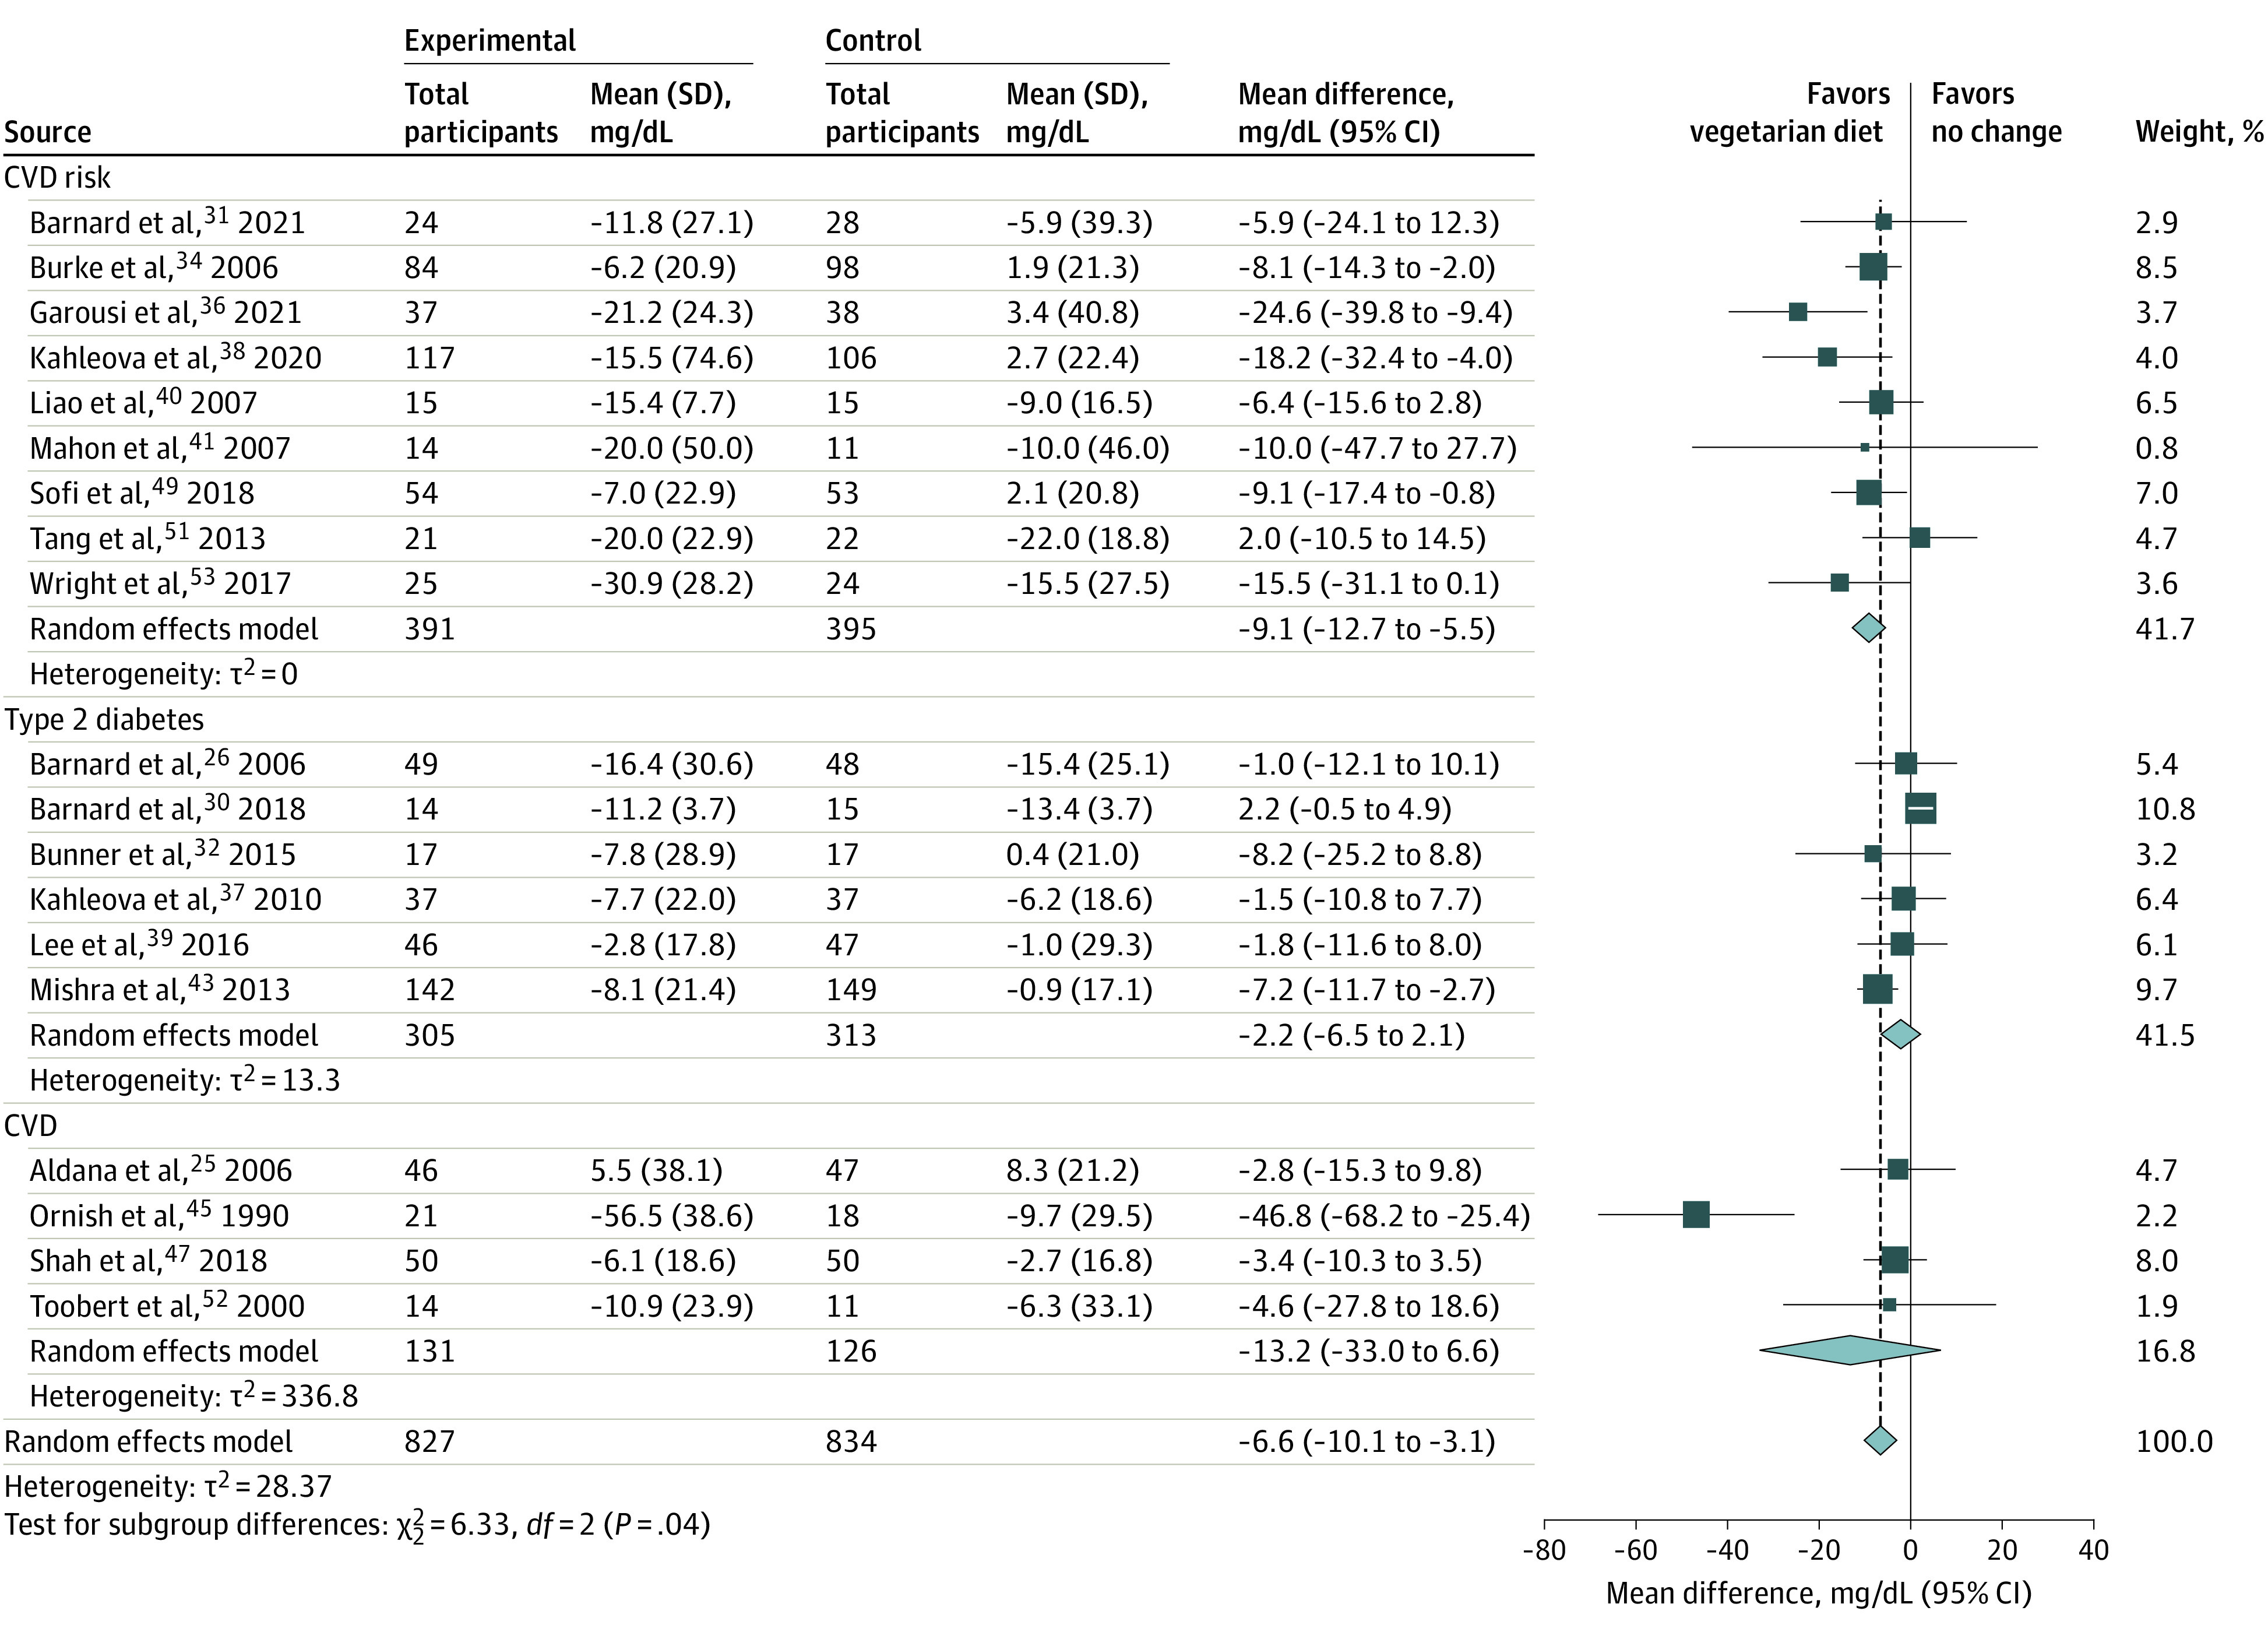 Experimental Control
Total Mean (SD), Total Mean (SD), Mean difference, Favors Favors
Source participants mg/dL participants mg/dL mg/dL (95% CI) vegetarian diet no change Weight, %
CVD risk
Barnard et al,31 2021 24 -11.8 (27.1) 28 -5.9 (39.3) -5.9 (-24.1 to 12.3) 2.9
Burke et al,34 2006 84 -6.2 (20.9) 98 1.9 (21.3) -8.1 (-14.3 to -2.0) 8.5
Garousi et al,36 2021 37 -21.2 (24.3) 38 3.4 (40.8) -24.6 (-39.8 to -9.4) 3.7
Kahleova et al,38 2020 117 -15.5 (74.6) 106 2.7 (22.4) -18.2 (-32.4 to -4.0) 4.0
Liao et al,40 2007 15 -15.4 (7.7) 15 -9.0 (16.5) -6.4 (-15.6 to 2.8) 6.5
Mahon et al,41 2007 14 -20.0 (50.0) 11 -10.0 (46.0) -10.0 (-47.7 to 27.7) 0.8
Sofi et al,49 2018 54 -7.0 (22.9) 53 2.1 (20.8) -9.1 (-17.4 to -0.8) 7.0
Tang et al,51 2013 21 -20.0 (22.9) 22 -22.0 (18.8) 2.0 (-10.5 to 14.5) 4.7
Wright et al,53 2017 25 -30.9 (28.2) 24 -15.5 (27.5) -15.5 (-31.1 to 0.1) 3.6
Random effects model 391 395 -9.1 (-12.7 to -5.5) 41.7
Heterogeneity: τ2 = 0
Type 2 diabetes
Barnard et al,26 2006 49 -16.4 (30.6) 48 -15.4 (25.1) -1.0 (-12.1 to 10.1) 5.4
Barnard et al,30 2018 14 -11.2 (3.7) 15 -13.4 (3.7) 2.2 (-0.5 to 4.9) 10.8
Bunner et al,32 2015 17 -7.8 (28.9) 17 0.4 (21.0) -8.2 (-25.2 to 8.8) 3.2
Kahleova et al,37 2010 37 -7.7 (22.0) 37 -6.2 (18.6) -1.5 (-10.8 to 7.7) 6.4
Lee et al,39 2016 46 -2.8 (17.8) 47 -1.0 (29.3) -1.8 (-11.6 to 8.0) 6.1
Mishra et al,43 2013 142 -8.1 (21.4) 149 -0.9 (17.1) -7.2 (-11.7 to -2.7) 9.7
Random effects model 305 313 -2.2 (-6.5 to 2.1) 41.5
Heterogeneity: τ2 = 13.3
CVD
Aldana et al,25 2006 46 5.5 (38.1) 47 8.3 (21.2) -2.8 (-15.3 to 9.8) 4.7
Ornish et al,45 1990 21 -56.5 (38.6) 18 -9.7 (29.5) -46.8 (-68.2 to -25.4) 2.2
Shah et al,47 2018 50 -6.1 (18.6) 50 -2.7 (16.8) -3.4 (-10.3 to 3.5) 8.0
Toobert et al,52 2000 14 -10.9 (23.9) 11 -6.3 (33.1) -4.6 (-27.8 to 18.6) 1.9
Random effects model 131 126 -13.2 (-33.0 to 6.6) 16.8
Heterogeneity: τ2 = 336.8
Random effects model 827 834 -6.6 (-10.1 to -3.1) 100.0
Heterogeneity: τ2 = 28.37
Test for subgroup differences: χ22 = 6.33, df = 2 (P = .04)
-80 -60 -40 -20 0 20 40
Mean difference, mg/dL (95% CI)